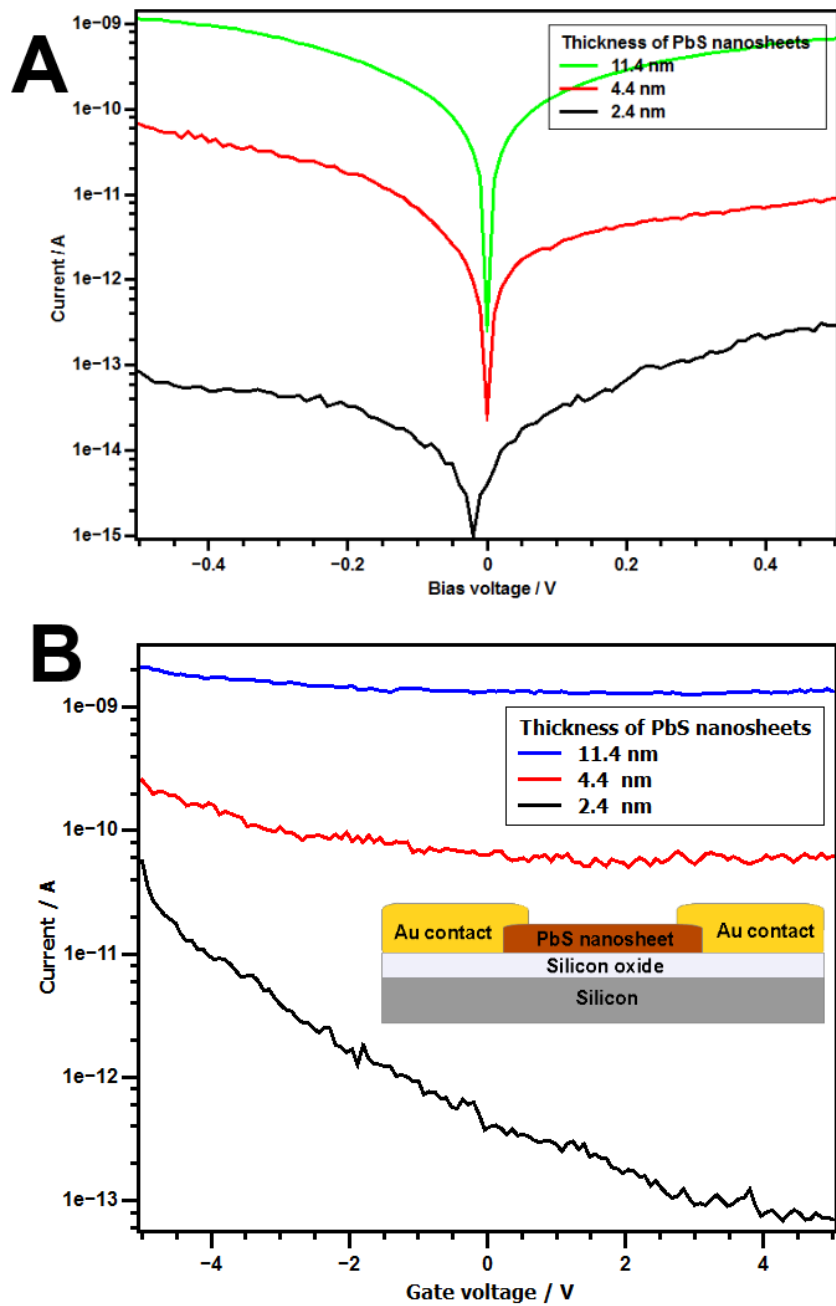 A
1e−09
1e−10
1e−11
1e−12
1e−13
1e−14
1e−15
Current / A
Thickness of PbS nanosheets
11.4 nm
4.4 nm
2.4 nm
−0.4
−0.2
0
0.2
0.4
Bias voltage / V
B
1e−09
1e−10
1e−11
1e−12
1e−13
Current / A
Thickness of PbS nanosheets
11.4 nm
4.4 nm
2.4 nm
Au contact
PbS nanosheet
Au contact
Silicon oxide
Silicon
−4
−2
0
2
4
Gate voltage / V